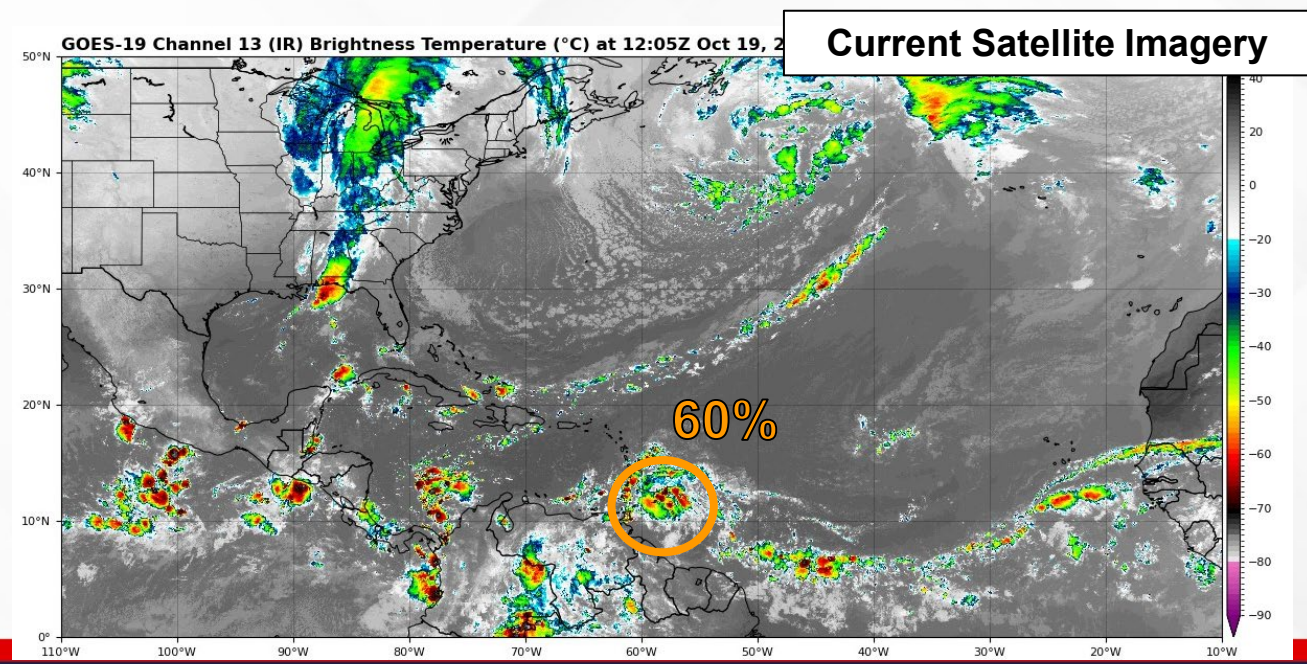 Current Satellite Imagery
GOES-19 Channel 13 (IR) Brightness Temperature (°C) at 12:05Z Oct 19, 2
50°N
40°N
30°N
20°N
10°N
0°
60%
110°W 100°W 90°W 80°W 70°W 60°W 50°W 40°W 30°W 20°W 10°W
40
20
0
−20
−30
−40
−50
−60
−70
−80
−90